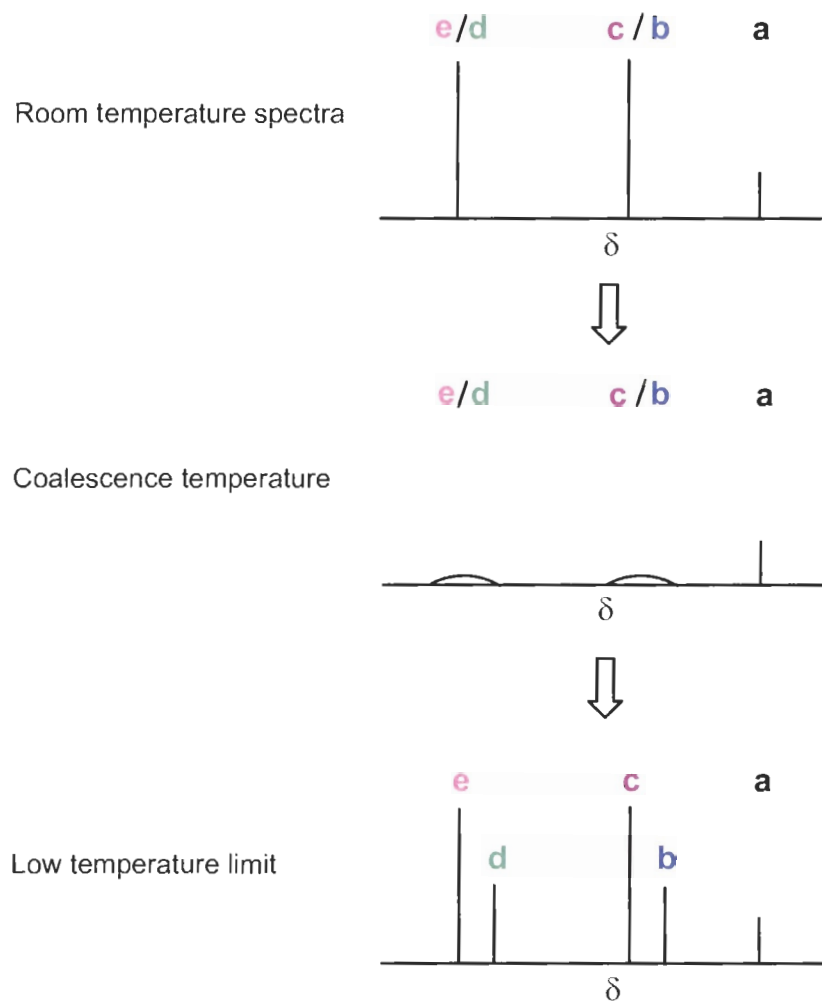 e/d c/b a
Room temperature spectra
δ
e/d c/b a
Coalescence temperature
δ
e c a
d b
Low temperature limit
δ